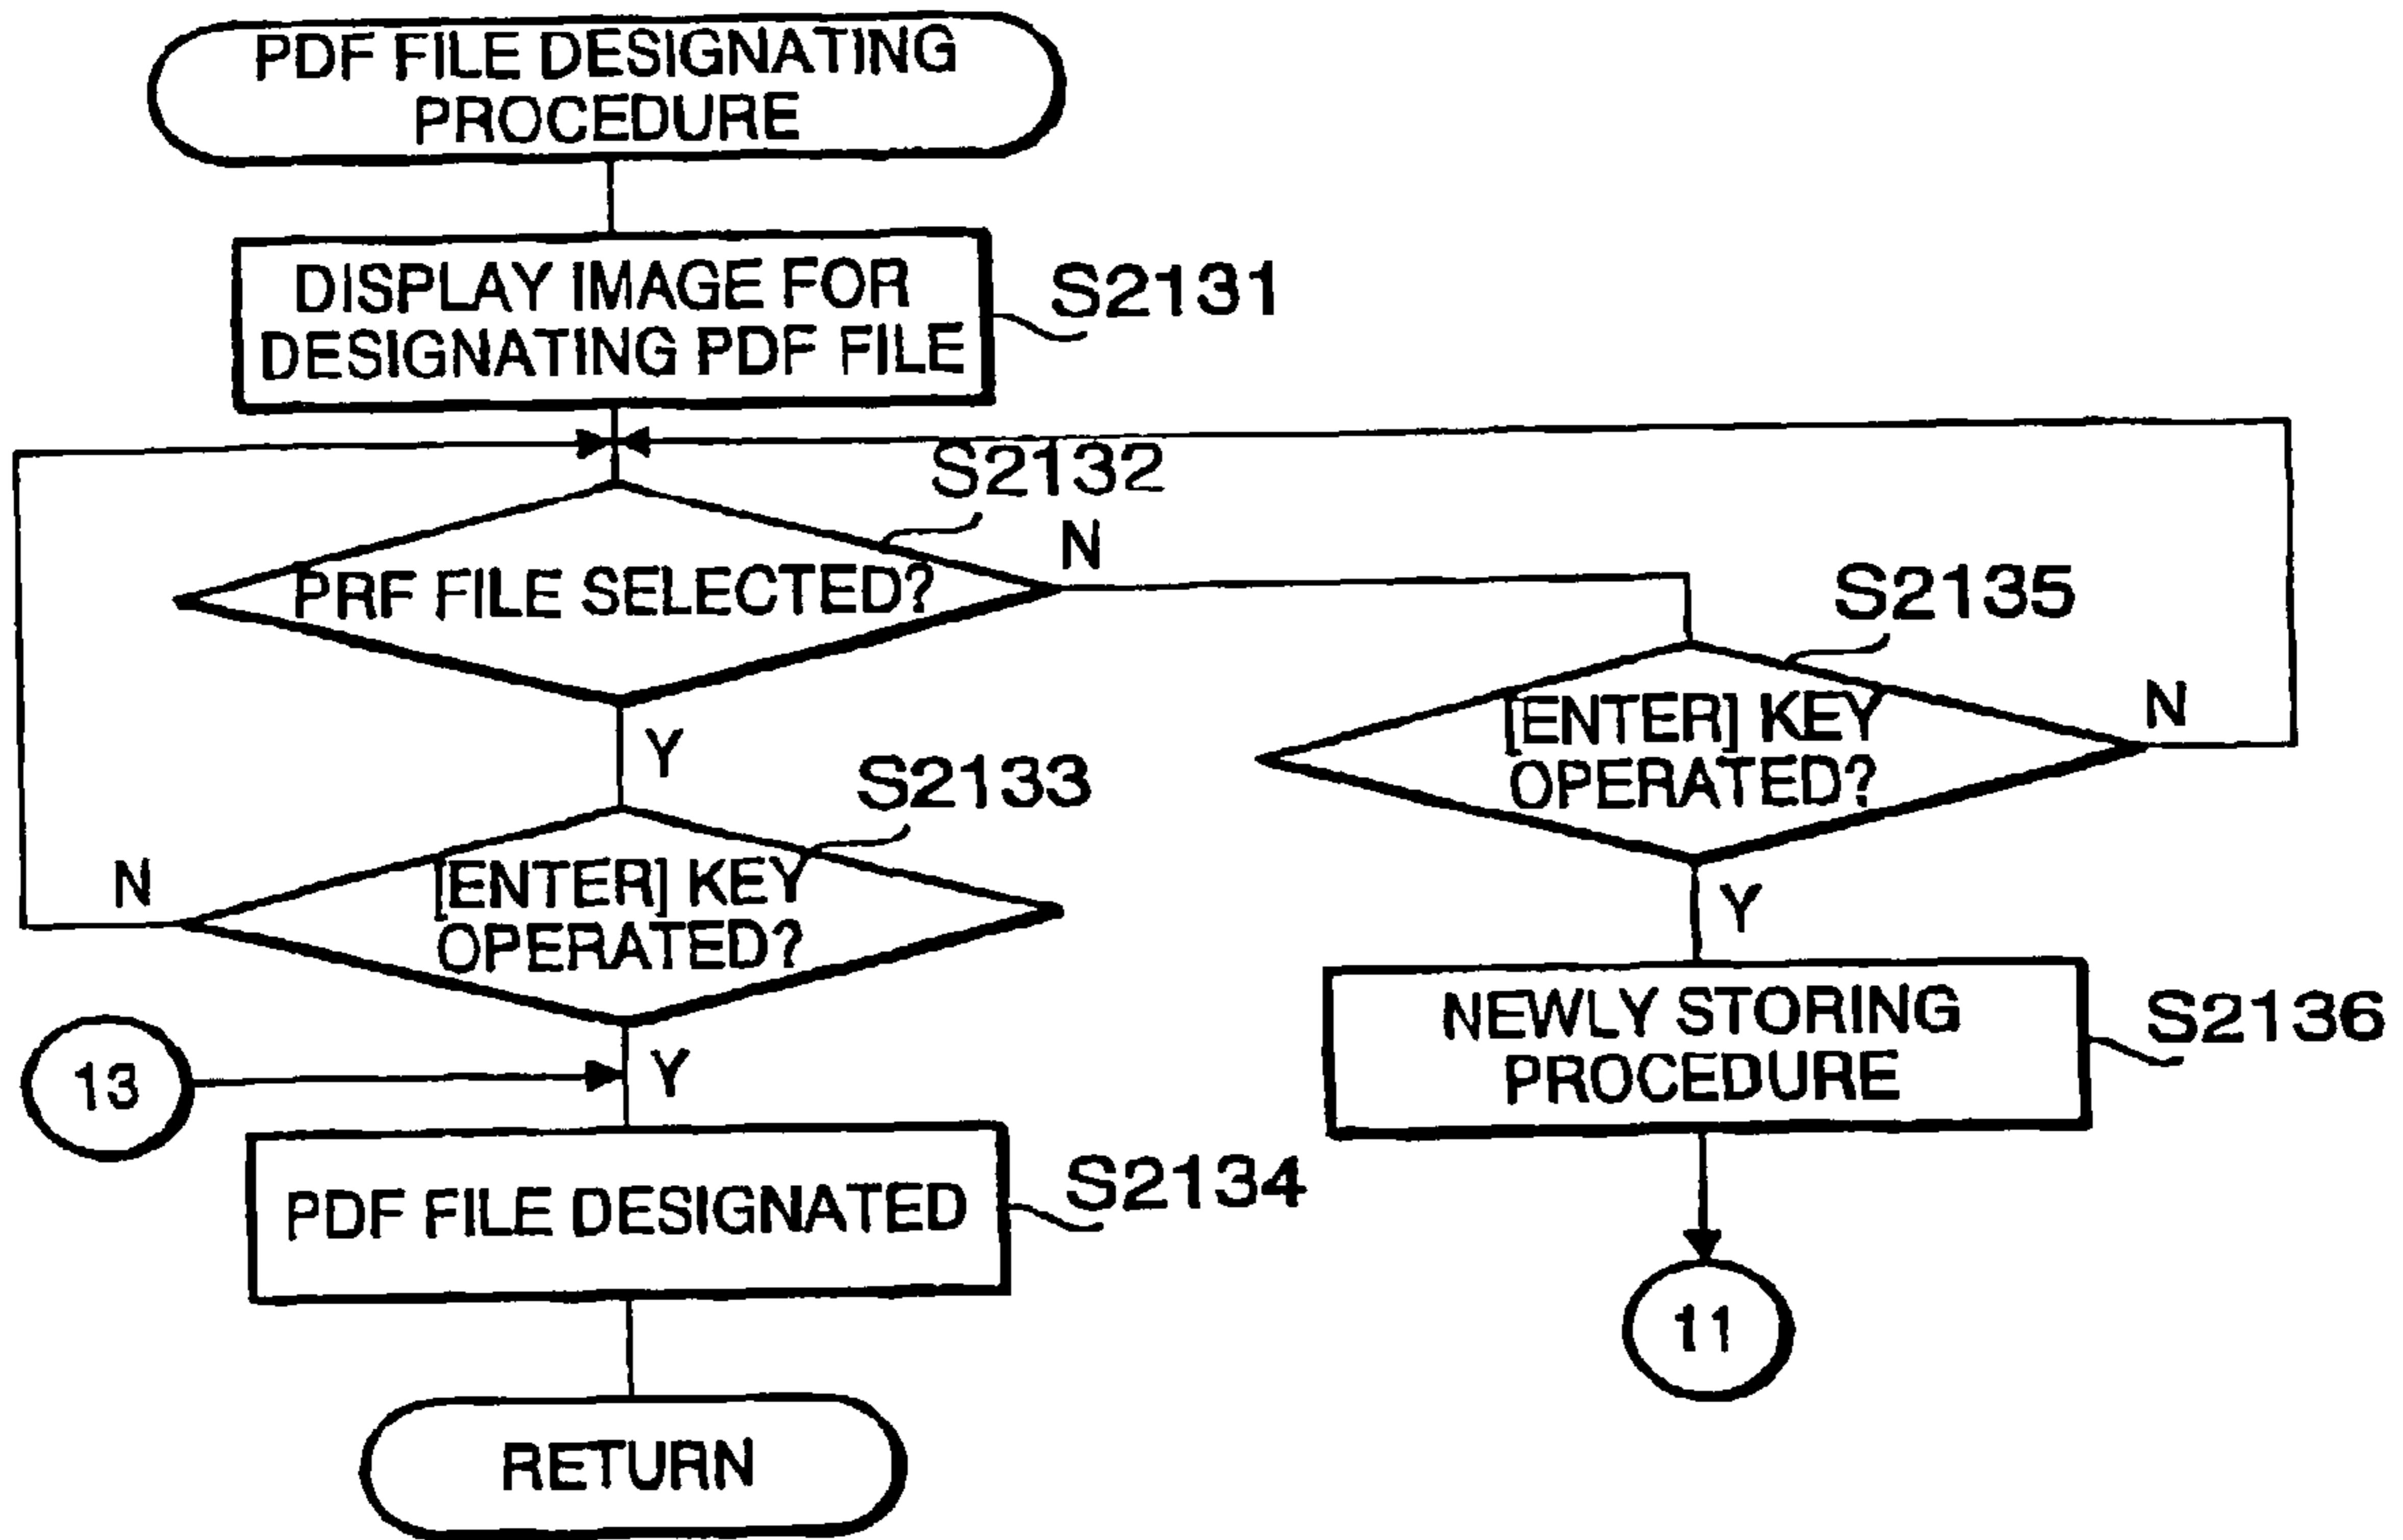 PDF FILE DESIGNATING
PROCEDURE
DISPLAY IMAGE FOR
DESIGNATING PDF FILE
S2131
S2132
PRF FILE SELECTED?
N
Y
S2135
[ENTER] KEY
OPERATED?
N
Y
S2133
[ENTER] KEY
OPERATED?
N
Y
13
NEWLY STORING
PROCEDURE
S2136
PDF FILE DESIGNATED
S2134
11
RETURN